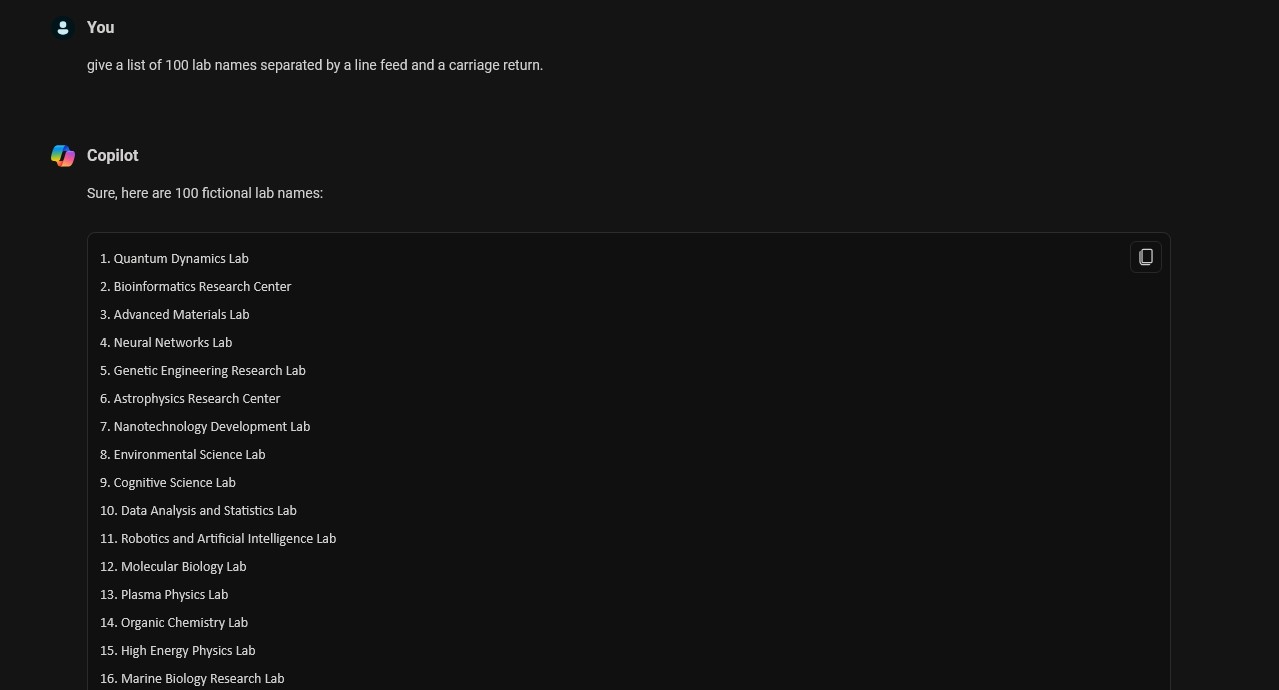 You
give a list of 100 lab names separated by a line feed and a carriage return.
Copilot
Sure, here are 100 fictional lab names:
1. Quantum Dynamics Lab
2. Bioinformatics Research Center
3. Advanced Materials Lab
4. Neural Networks Lab
5. Genetic Engineering Research Lab
6. Astrophysics Research Center
7. Nanotechnology Development Lab
8. Environmental Science Lab
9. Cognitive Science Lab
10. Data Analysis and Statistics Lab
11. Robotics and Artificial Intelligence Lab
12. Molecular Biology Lab
13. Plasma Physics Lab
14. Organic Chemistry Lab
15. High Energy Physics Lab
16. Marine Biology Research Lab